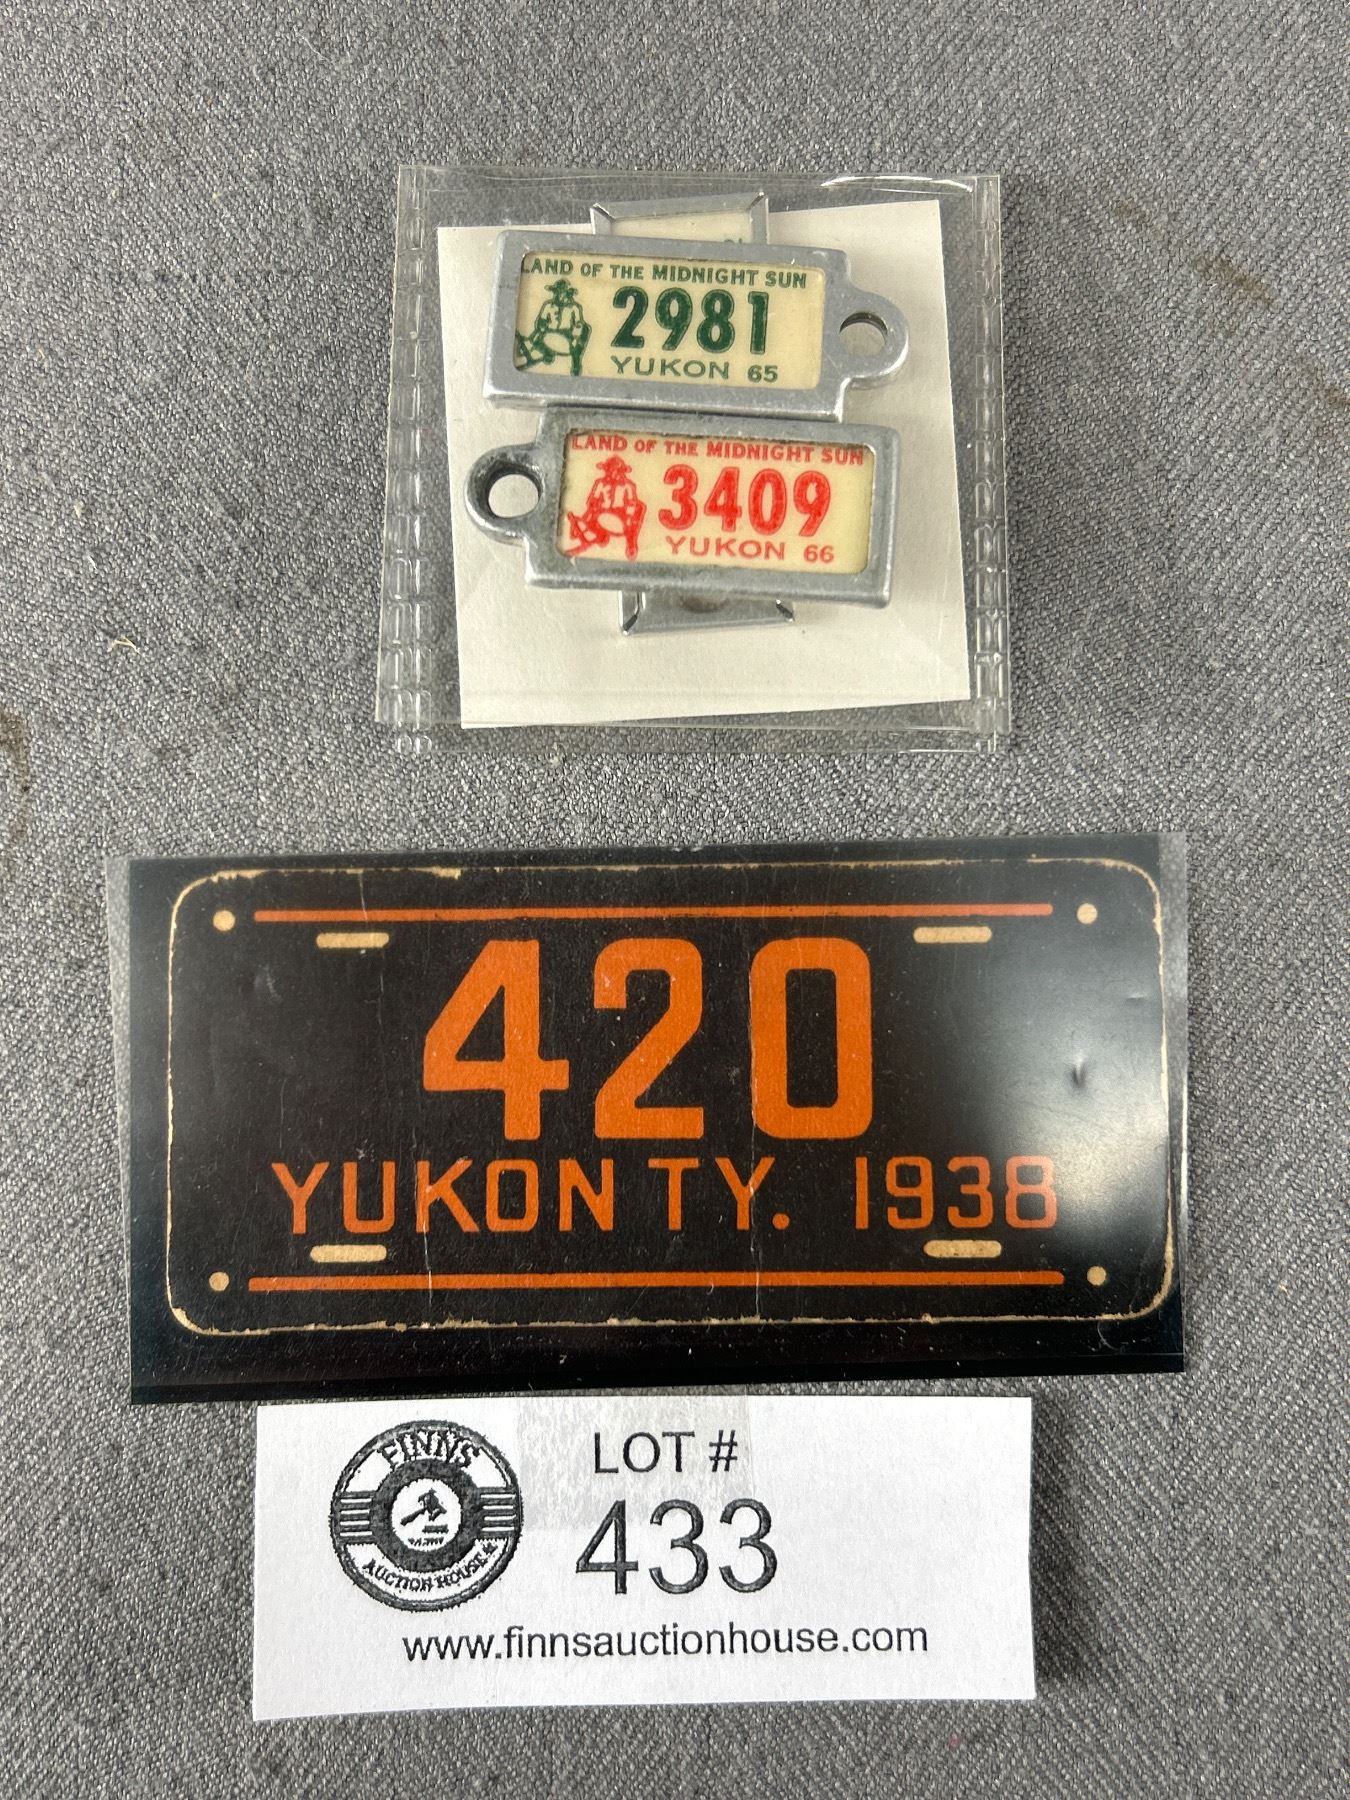 LAND OF THE MIDNIGHT SUN
2981
YUKON 65
LAND OF THE MIDNIGHT SUN
3409
YUKON 66
420
YUKON TY. 1938
FINNS
AUCTION HOUSE
LOT #
433
www.finnsauctionhouse.com